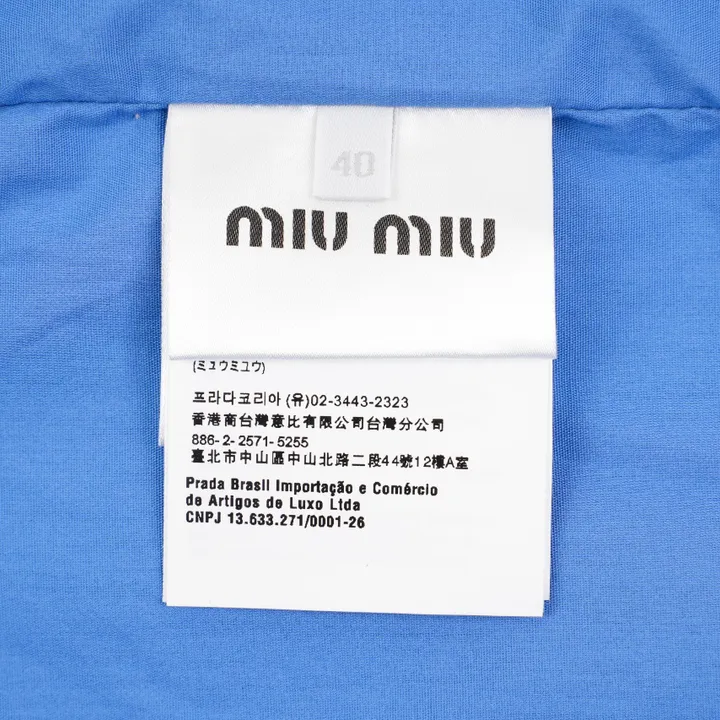 40
miu miu
(ミュウミュウ)
프라다코리아 (유)02-3443-2323
香港商台灣意比有限公司台灣分公司
886-2-2571-5255
臺北市中山區中山北路二段44號12樓A室
Prada Brasil Importação e Comércio
de Artigos de Luxo Ltda
CNPJ 13.633.271/0001-26